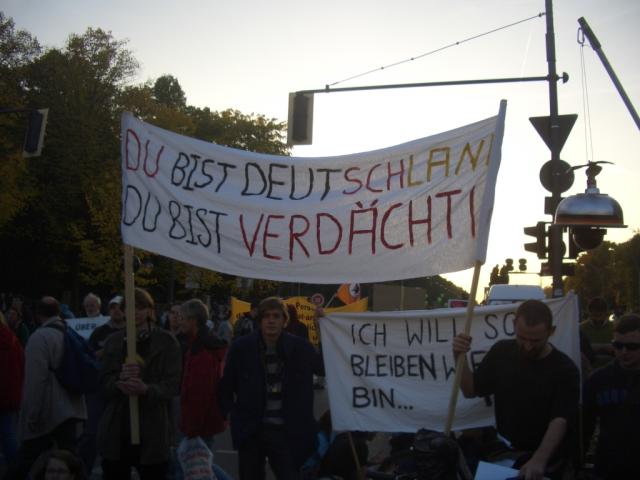 DU BIST DEUTSCHLAN
DU BIST VERDÄCHTI
ICH WILL SO
BLEIBEN W
BIN...